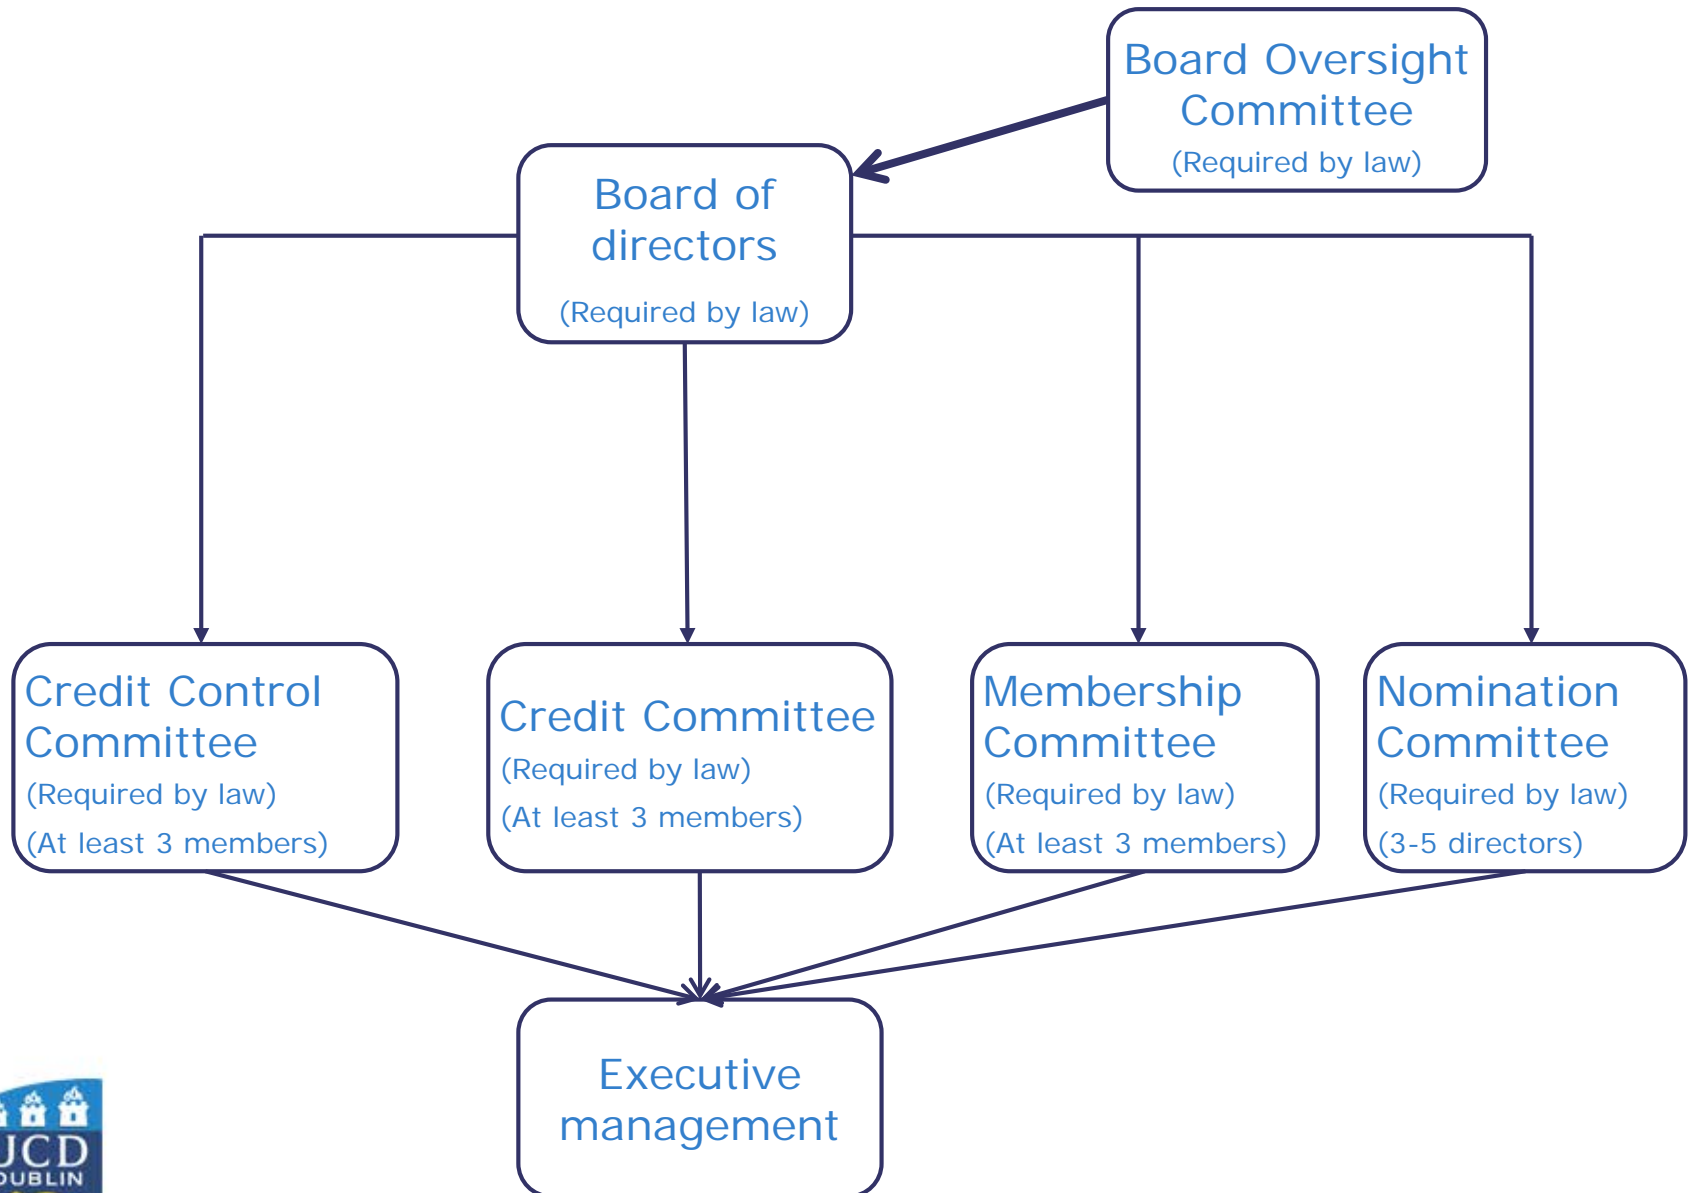 Board Oversight
Committee
(Required by law)
Board of
directors
(Required by law)
Credit Control
Committee
(Required by law)
(At least 3 members)
Credit Committee
(Required by law)
(At least 3 members)
Membership
Committee
(Required by law)
(At least 3 members)
Nomination
Committee
(Required by law)
(3-5 directors)
Executive
management
UCD
DUBLIN